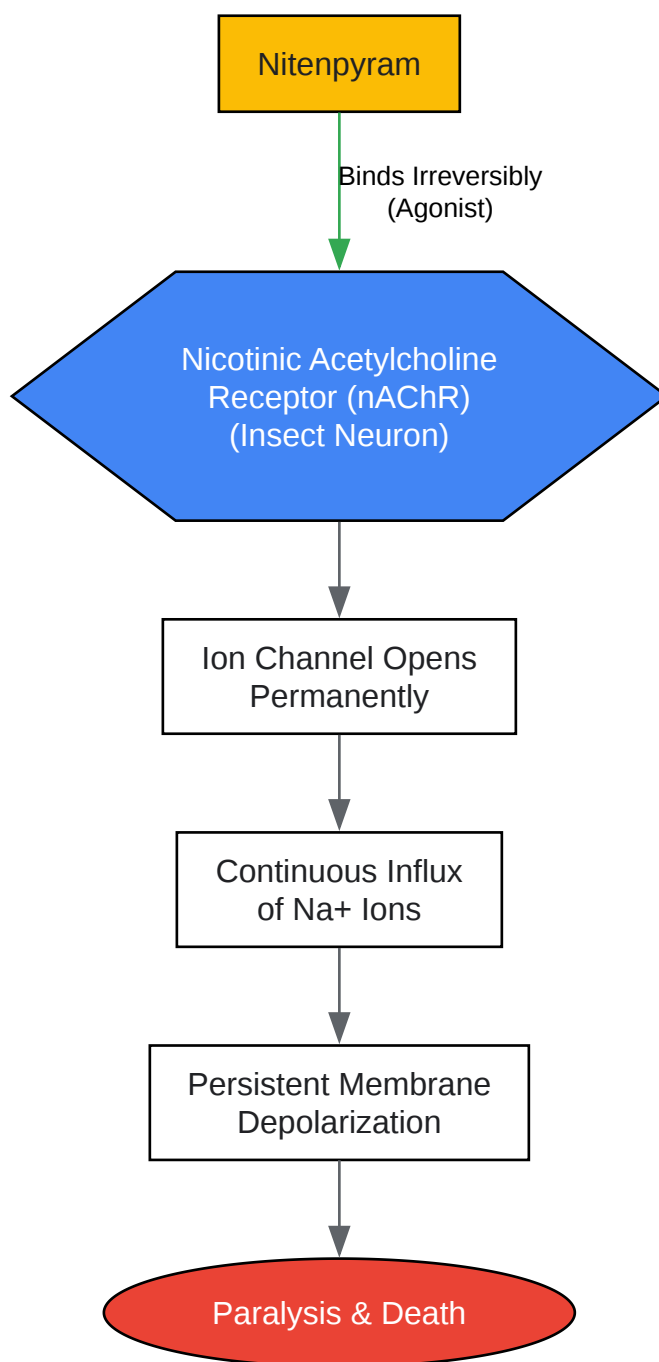 Nitenpyram
Binds Irreversibly
(Agonist)
Nicotinic Acetylcholine
Receptor (nAChR)
(Insect Neuron)
Ion Channel Opens
Permanently
Continuous Influx
of Na+ Ions
Persistent Membrane
Depolarization
Paralysis & Death